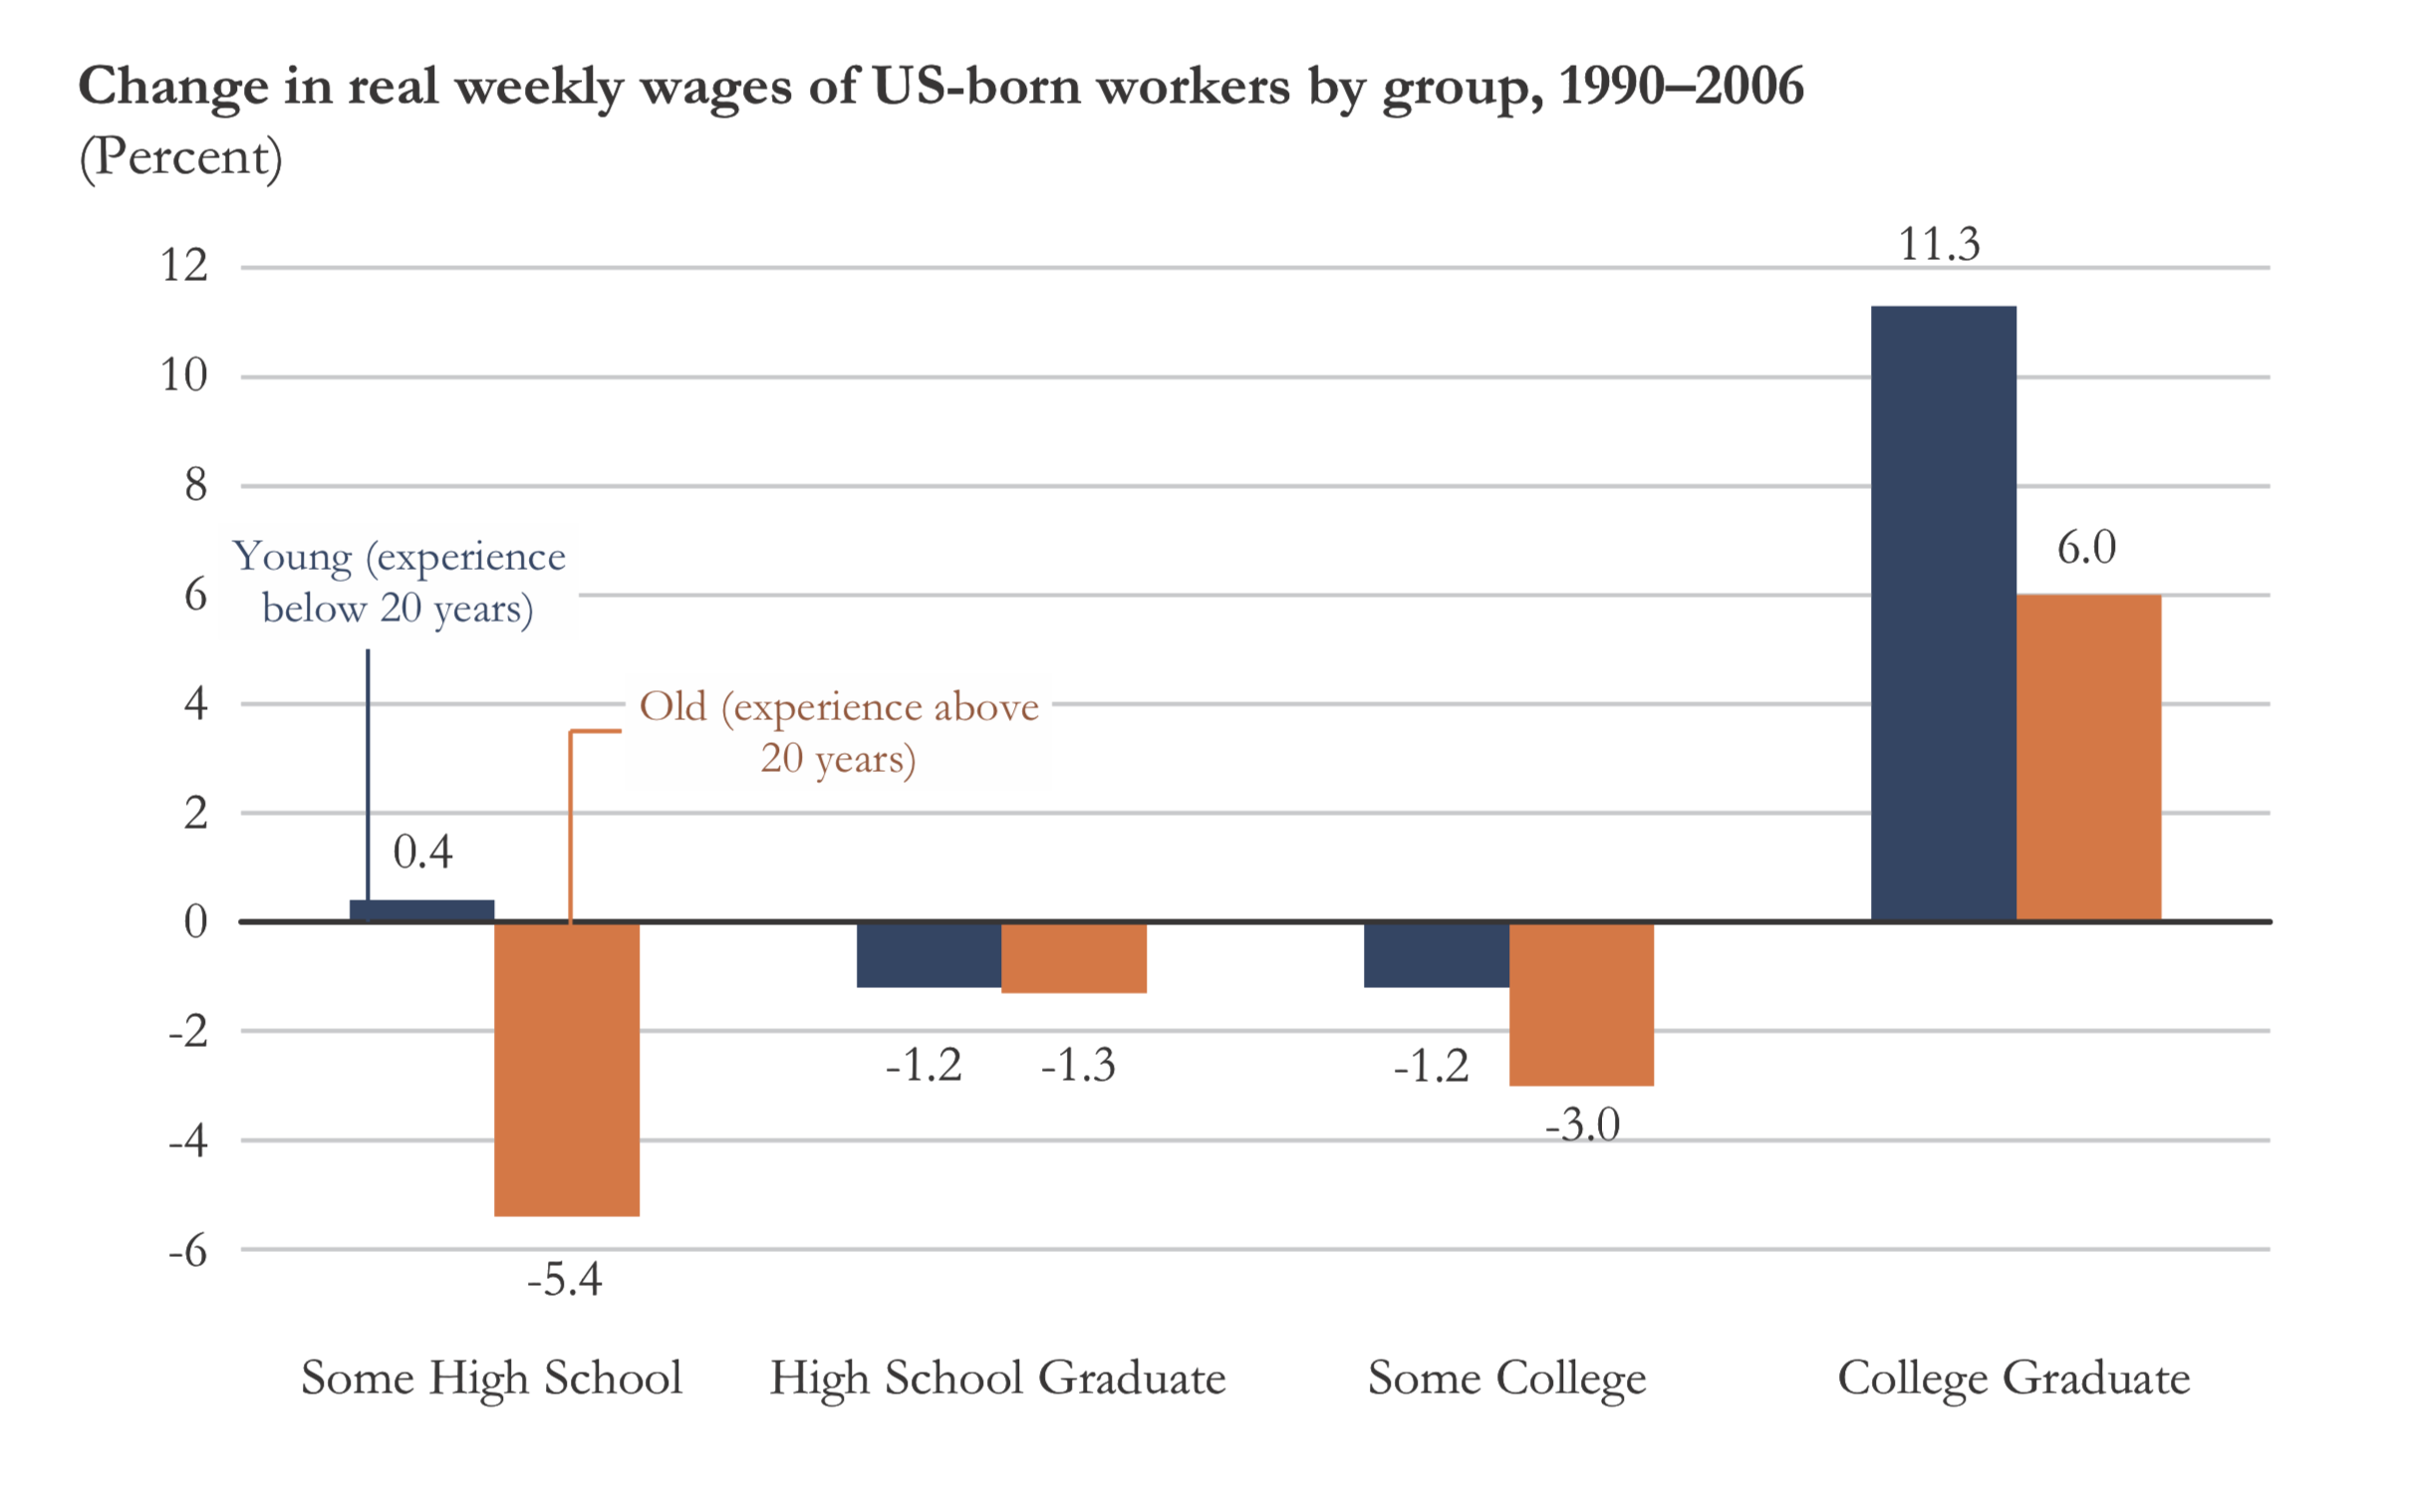 Change in real weekly wages of US-born workers by group, 1990–2006
(Percent)
12
10
8
6
4
2
0
-2
-4
-6
Young (experience
below 20 years)
Old (experience above
20 years)
0.4
-5.4
-1.2
-1.3
-1.2
-3.0
11.3
6.0
Some High School
High School Graduate
Some College
College Graduate